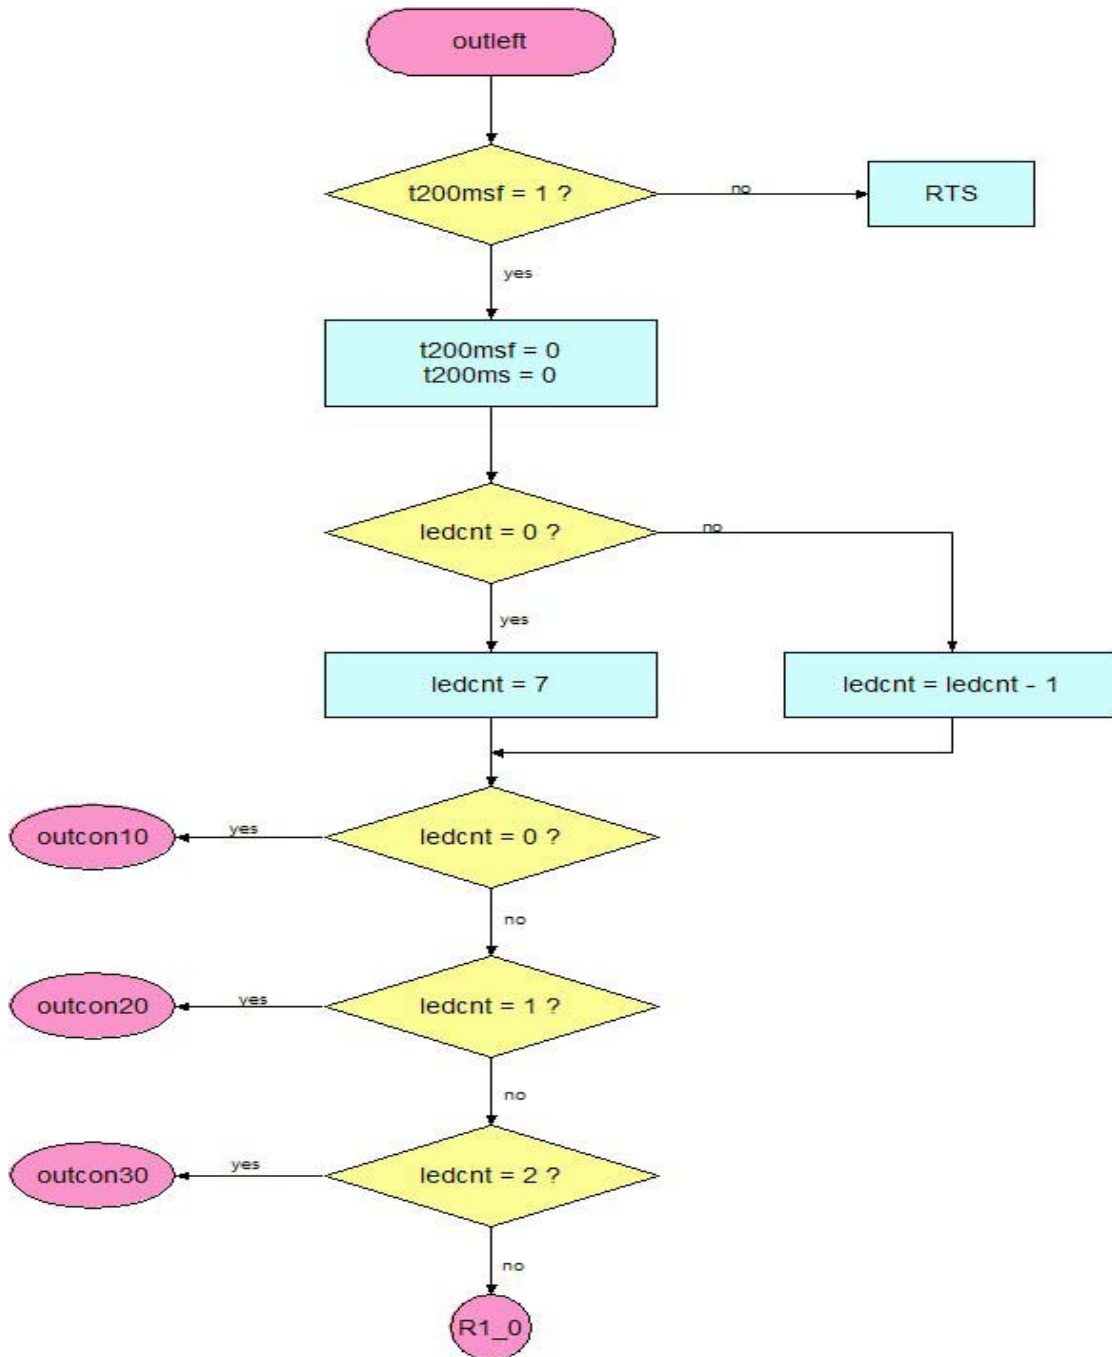 outleft
t200msf = 1 ?
no
RTS
yes
t200msf = 0
t200ms = 0
ledcnt = 0 ?
no
yes
ledcnt = 7
ledcnt = ledcnt - 1
outcon10
yes
ledcnt = 0 ?
no
outcon20
yes
ledcnt = 1 ?
no
outcon30
yes
ledcnt = 2 ?
no
R1_0